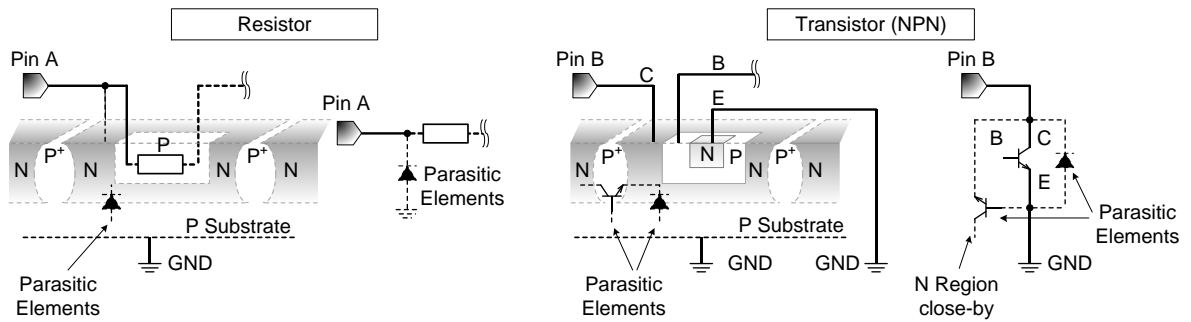 Resistor
Transistor (NPN)
Pin A
Pin A
P
N
P+
N
N
P+
N
Parasitic
Elements
P Substrate
GND
Parasitic
Elements
Pin B
C
B
E
N
P+
N
N
P
N
P+
N
P Substrate
GND
GND
Parasitic
Elements
Pin B
B
C
E
Parasitic
Elements
GND
N Region
close-by